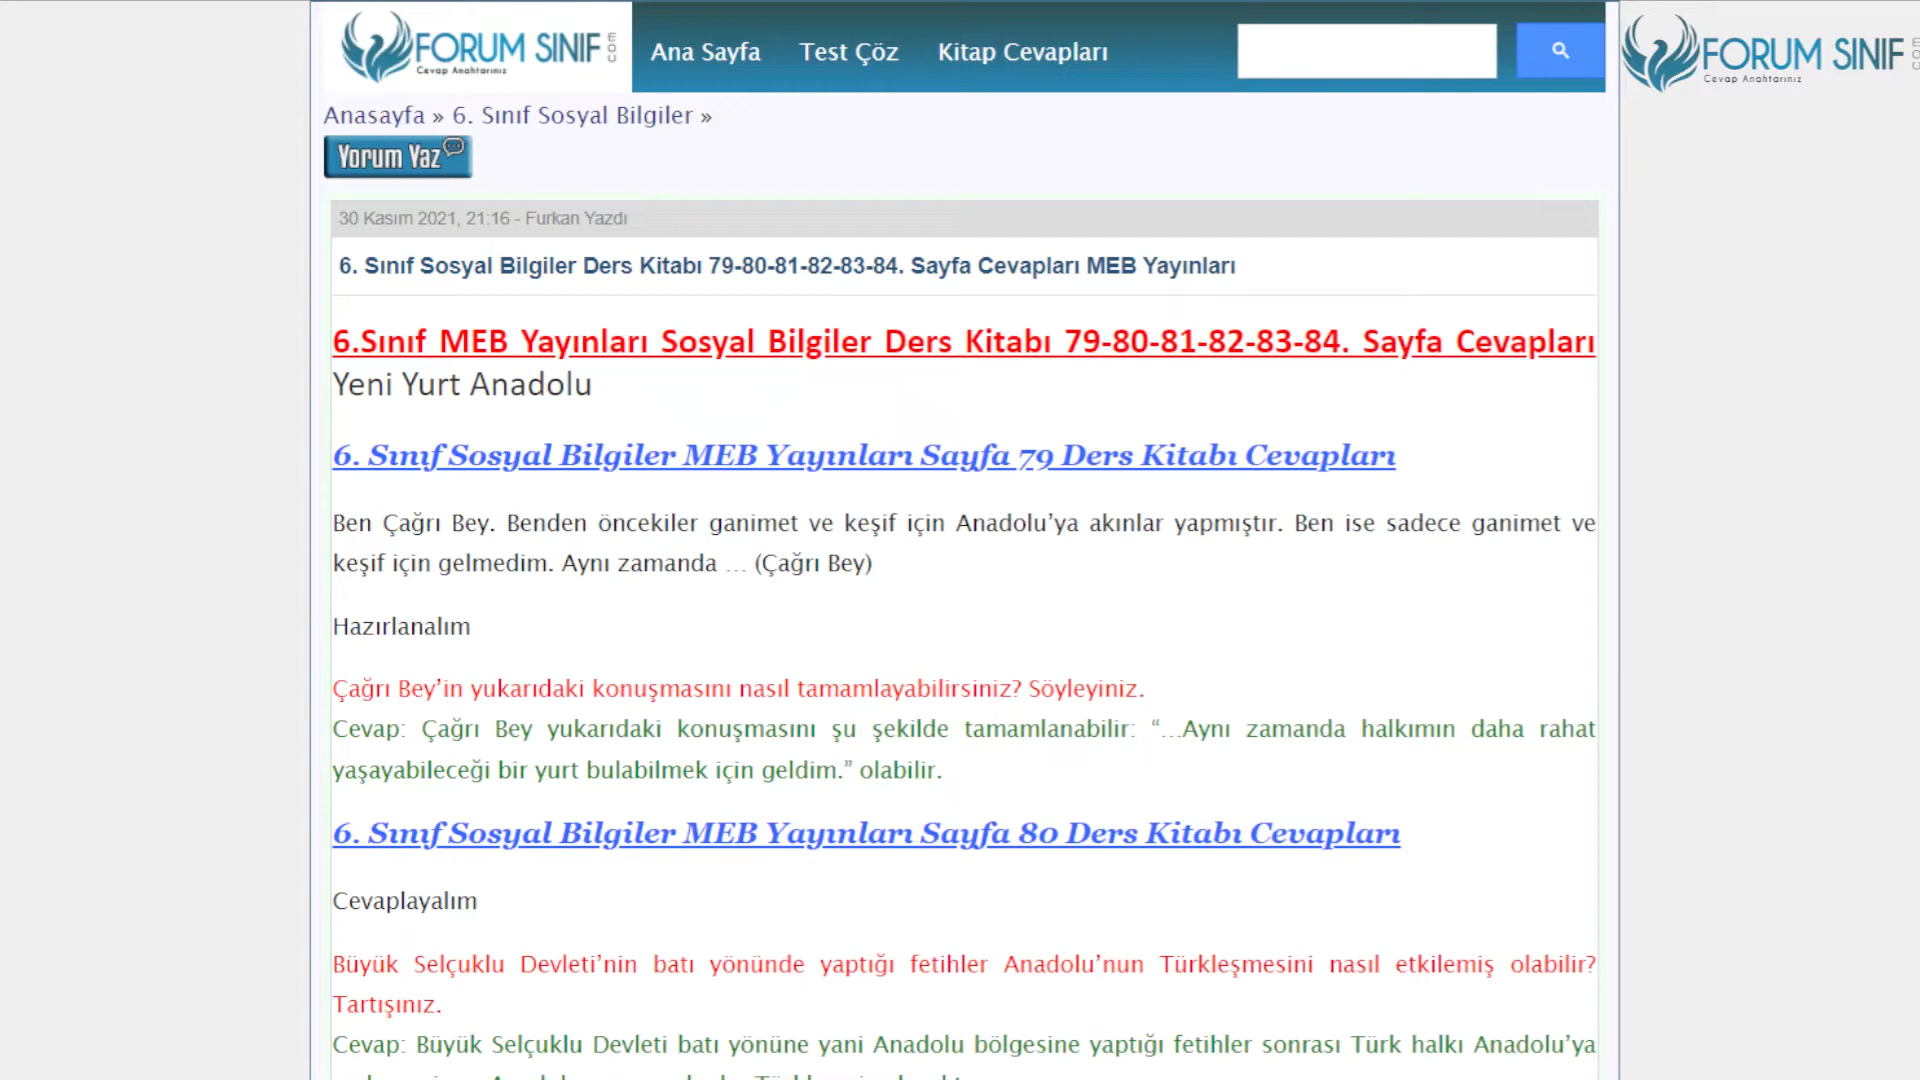 FORUM SINIF
COM
Cevap Anahtarınız
Ana Sayfa
Test Çöz
Kitap Cevapları
FORUM SINIF
COM
Cevap Anahtarınız
Anasayfa » 6. Sınıf Sosyal Bilgiler »
Yorum Yaz
30 Kasım 2021, 21:16 - Furkan Yazdı
6. Sınıf Sosyal Bilgiler Ders Kitabı 79-80-81-82-83-84. Sayfa Cevapları MEB Yayınları
6.Sınıf MEB Yayınları Sosyal Bilgiler Ders Kitabı 79-80-81-82-83-84. Sayfa Cevapları
Yeni Yurt Anadolu
6. Sınıf Sosyal Bilgiler MEB Yayınları Sayfa 79 Ders Kitabı Cevapları
Ben Çağrı Bey. Benden öncekiler ganimet ve keşif için Anadolu’ya akınlar yapmıştır. Ben ise sadece ganimet ve
keşif için gelmedim. Aynı zamanda … (Çağrı Bey)
Hazırlanalım
Çağrı Bey’in yukarıdaki konuşmasını nasıl tamamlayabilirsiniz? Söyleyiniz.
Cevap: Çağrı Bey yukarıdaki konuşmasını şu şekilde tamamlanabilir: “…Aynı zamanda halkımın daha rahat
yaşayabileceği bir yurt bulabilmek için geldim.” olabilir.
6. Sınıf Sosyal Bilgiler MEB Yayınları Sayfa 80 Ders Kitabı Cevapları
Cevaplayalım
Büyük Selçuklu Devleti’nin batı yönünde yaptığı fetihler Anadolu’nun Türkleşmesini nasıl etkilemiş olabilir?
Tartışınız.
Cevap: Büyük Selçuklu Devleti batı yönüne yani Anadolu bölgesine yaptığı fetihler sonrası Türk halkı Anadolu’ya